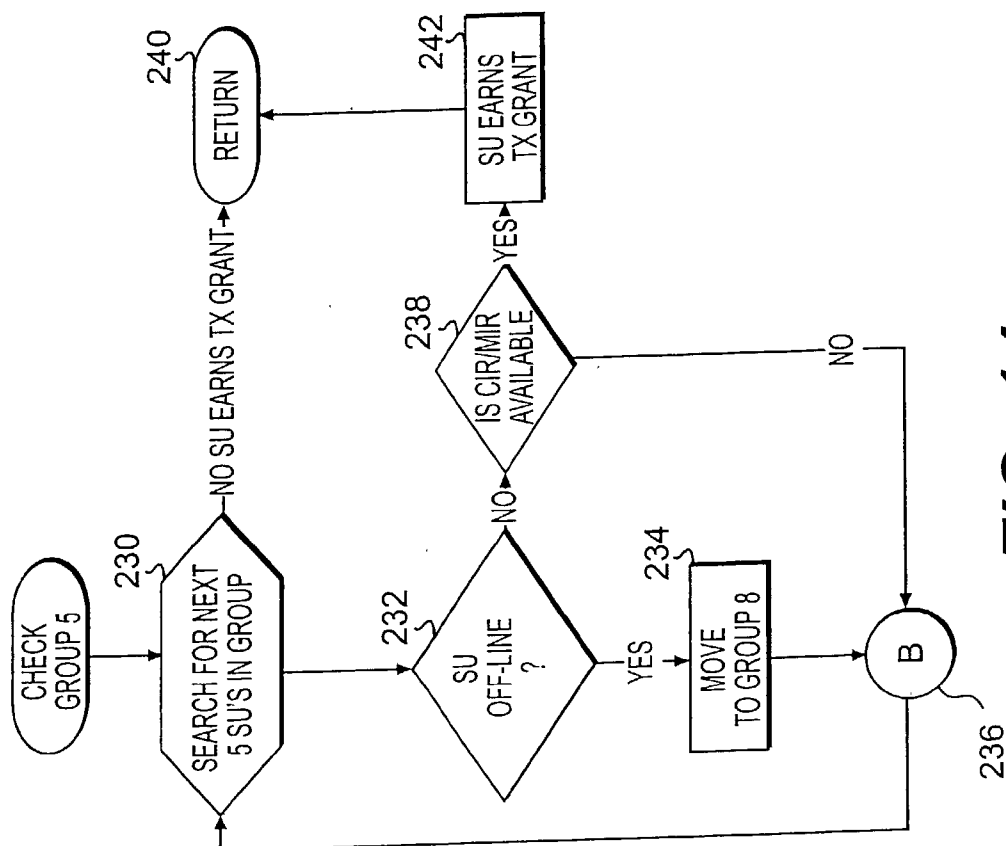 CHECK
GROUP 5
230
SEARCH FOR NEXT
5 SU'S IN GROUP
NO SU EARNS TX GRANT
240
RETURN
232
SU
OFF-LINE
?
NO
238
IS CIR/MIR
AVAILABLE
YES
242
SU EARNS
TX GRANT
YES
234
MOVE
TO GROUP 8
NO
B
236